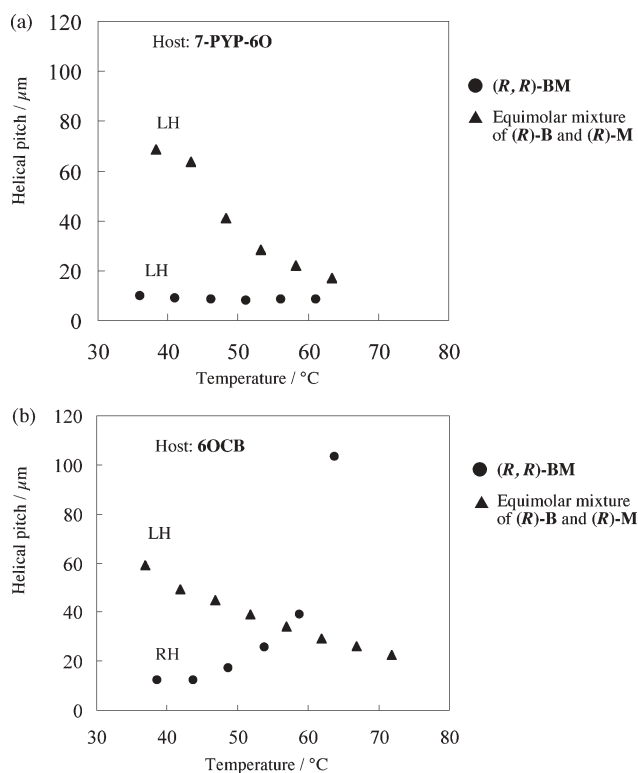 (a)
120
100
80
60
40
20
0
Helical pitch / μm
Host: 7-PYP-6O
LH
LH
30 40 50 60 70 80
Temperature / °C
(R, R)-BM
Equimolar mixture
of (R)-B and (R)-M
(b)
120
100
80
60
40
20
0
Helical pitch / μm
Host: 6OCB
LH
RH
30 40 50 60 70 80
Temperature / °C
(R, R)-BM
Equimolar mixture
of (R)-B and (R)-M